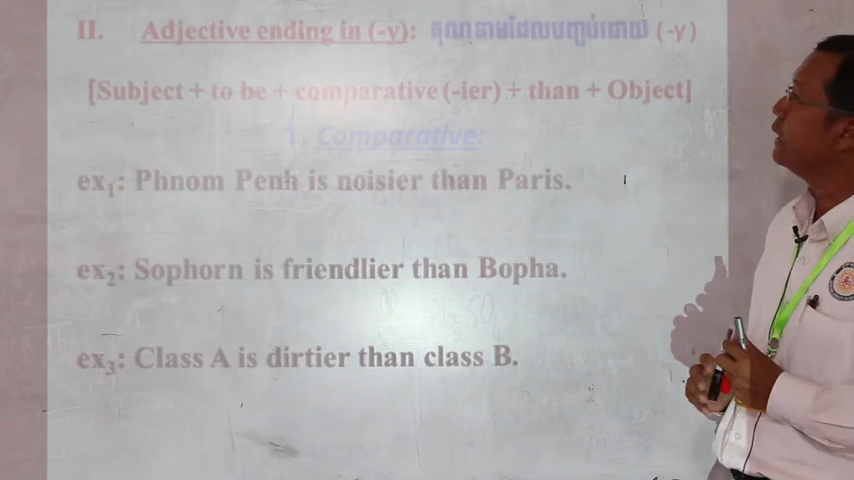 II. Adjective ending in (-y): គុណនាមដែលបញ្ចប់ដោយ (-y)
[Subject + to be + comparative (-ier) + than + Object]
1. Comparative:
ex₁: Phnom Penh is noisier than Paris.
ex₂: Sophorn is friendlier than Bopha.
ex₃: Class A is dirtier than class B.